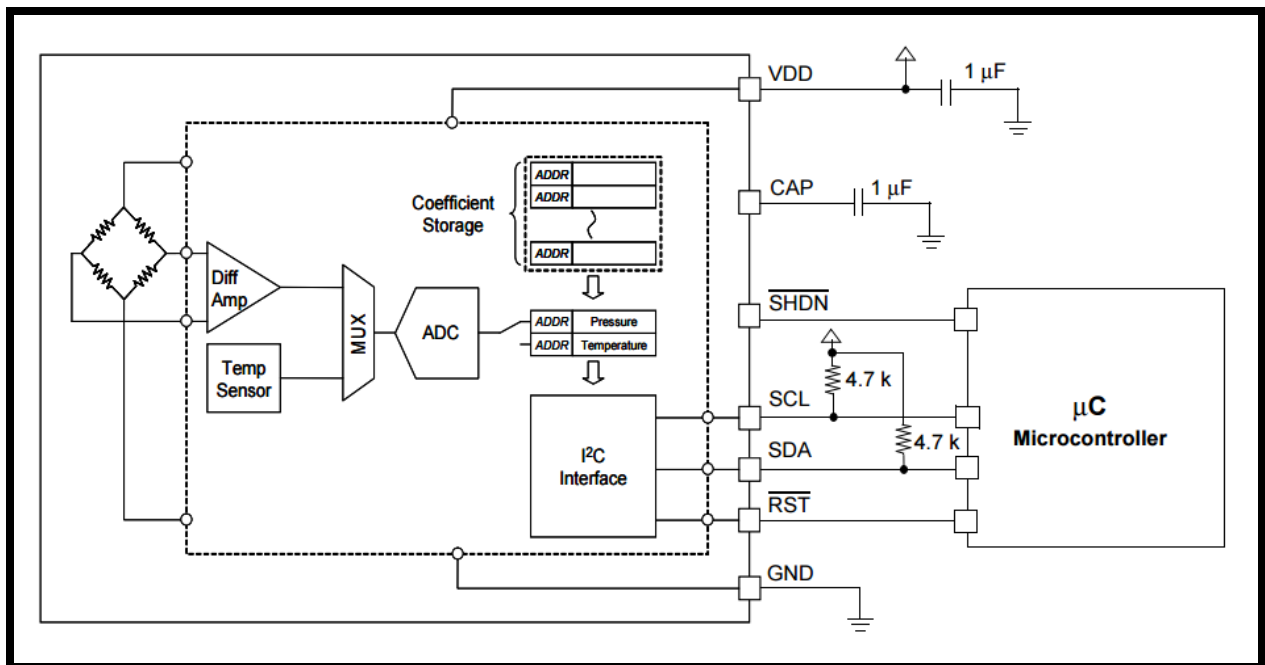 VDD
1 μF
CAP
1 μF
Coefficient
Storage
ADDR
ADDR
ADDR
Diff
Amp
MUX
ADC
ADDR Pressure
ADDR Temperature
Temp
Sensor
SHDN
4.7 k
SCL
4.7 k
SDA
I²C
Interface
RST
GND
μC
Microcontroller